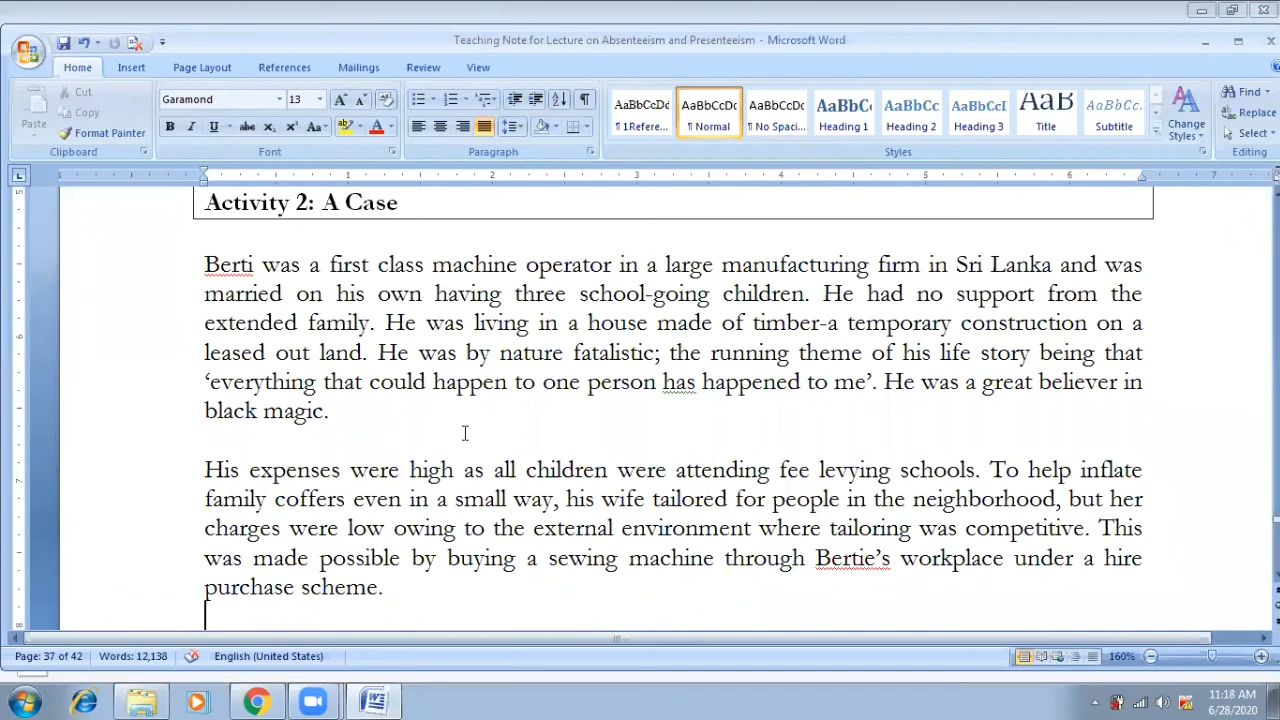 Teaching Note for Lecture on Absenteeism and Presenteeism - Microsoft Word
Home Insert Page Layout References Mailings Review View
Paste
Cut
Copy
Format Painter
Clipboard
Garamond 13
Font
Paragraph
AaBbCcDd AaBbCcDc AaBbCcDc AaBbC AaBbCc AaBbCcI AaB AaBbCc.
¶ 1Refere... ¶ Normal ¶ No Spaci... Heading 1 Heading 2 Heading 3 Title Subtitle
Change Styles
Styles
Find
Replace
Select
Editing
Activity 2: A Case
Berti was a first class machine operator in a large manufacturing firm in Sri Lanka and was
married on his own having three school-going children. He had no support from the
extended family. He was living in a house made of timber-a temporary construction on a
leased out land. He was by nature fatalistic; the running theme of his life story being that
‘everything that could happen to one person has happened to me’. He was a great believer in
black magic.
His expenses were high as all children were attending fee levying schools. To help inflate
family coffers even in a small way, his wife tailored for people in the neighborhood, but her
charges were low owing to the external environment where tailoring was competitive. This
was made possible by buying a sewing machine through Bertie’s workplace under a hire
purchase scheme.
Page: 37 of 42 Words: 12,138 English (United States) 160%
11:18 AM
6/28/2020